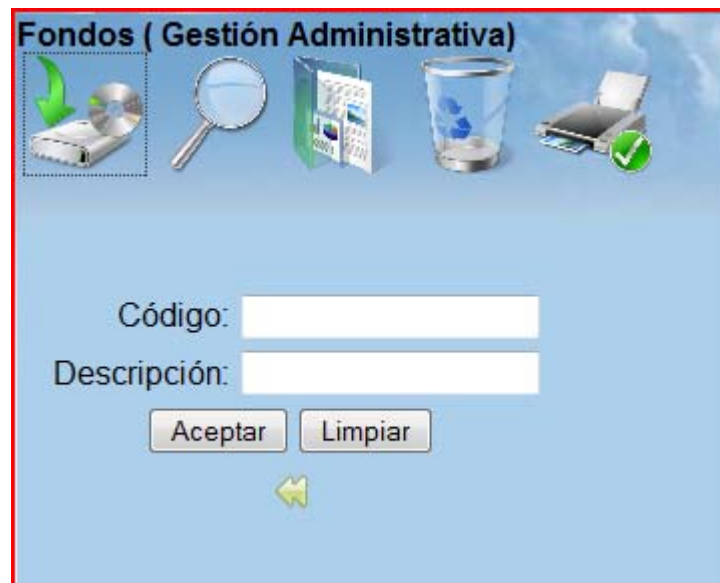 Fondos ( Gestión Administrativa)
Código:
Descripción:
Aceptar Limpiar